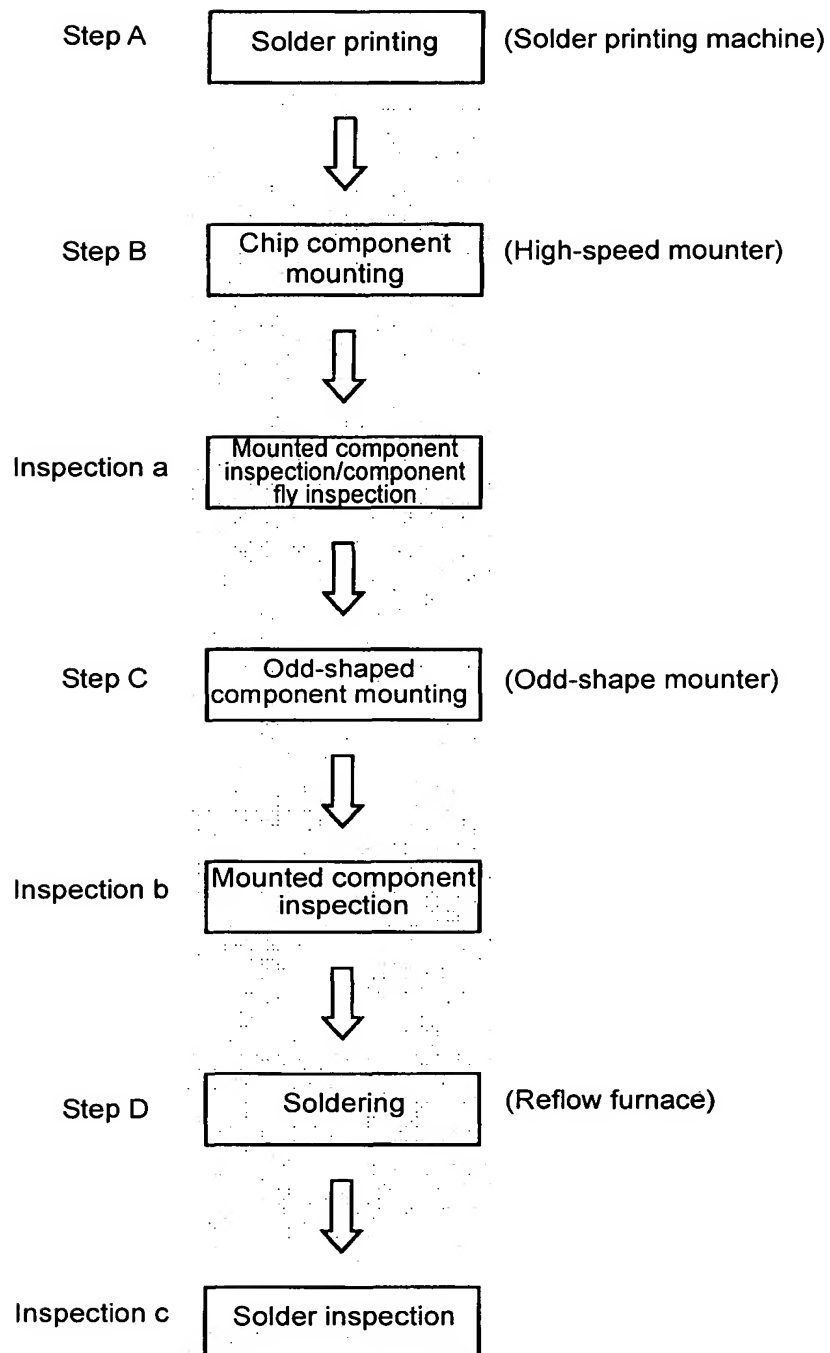 Step A
Solder printing
(Solder printing machine)
Step B
Chip component
mounting
(High-speed mounter)
Inspection a
Mounted component
inspection/component
fly inspection
Step C
Odd-shaped
component mounting
(Odd-shape mounter)
Inspection b
Mounted component
inspection
Step D
Soldering
(Reflow furnace)
Inspection c
Solder inspection